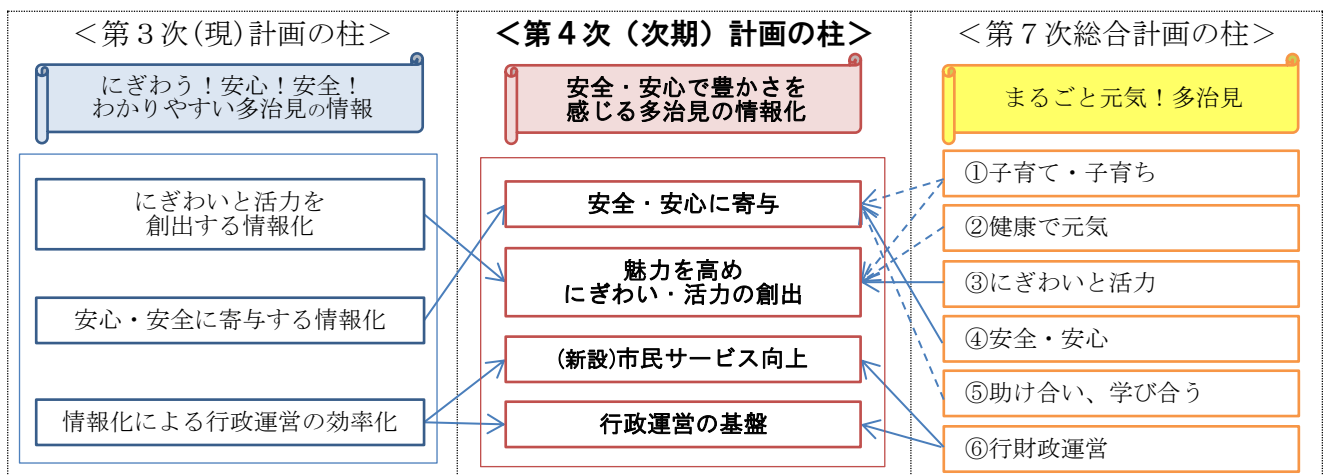 ＜第３次(現)計画の柱＞
にぎわう！安心！安全！
わかりやすい多治見の情報
にぎわいと活力を
創出する情報化
安心・安全に寄与する情報化
情報化による行政運営の効率化
＜第４次（次期）計画の柱＞
安全・安心で豊かさを
感じる多治見の情報化
安全・安心に寄与
魅力を高め
にぎわい・活力の創出
(新設)市民サービス向上
行政運営の基盤
＜第７次総合計画の柱＞
まるごと元気！多治見
①子育て・子育ち
②健康で元気
③にぎわいと活力
④安全・安心
⑤助け合い、学び合う
⑥行財政運営